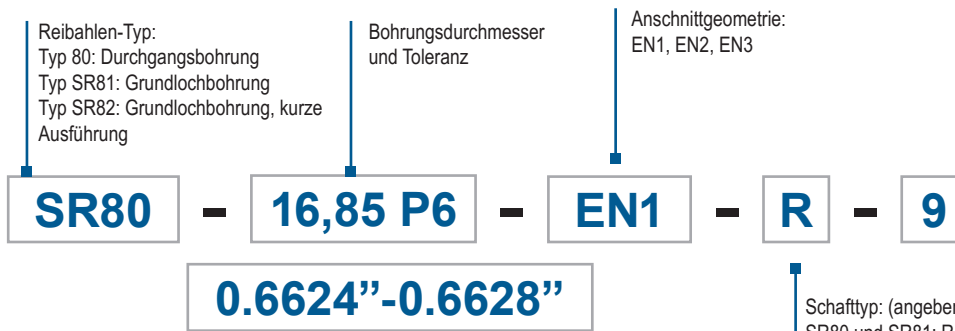 Reibahlen-Typ:
Typ 80: Durchgangsbohrung
Typ SR81: Grundlochbohrung
Typ SR82: Grundlochbohrung, kurze
Ausführung
Bohrungsdurchmesser
und Toleranz
Anschnittgeometrie:
EN1, EN2, EN3
SR80 - 16,85 P6 - EN1 - R - 9
0.6624”-0.6628”
Schafttyp: (angeben
SR80 und SR81: R